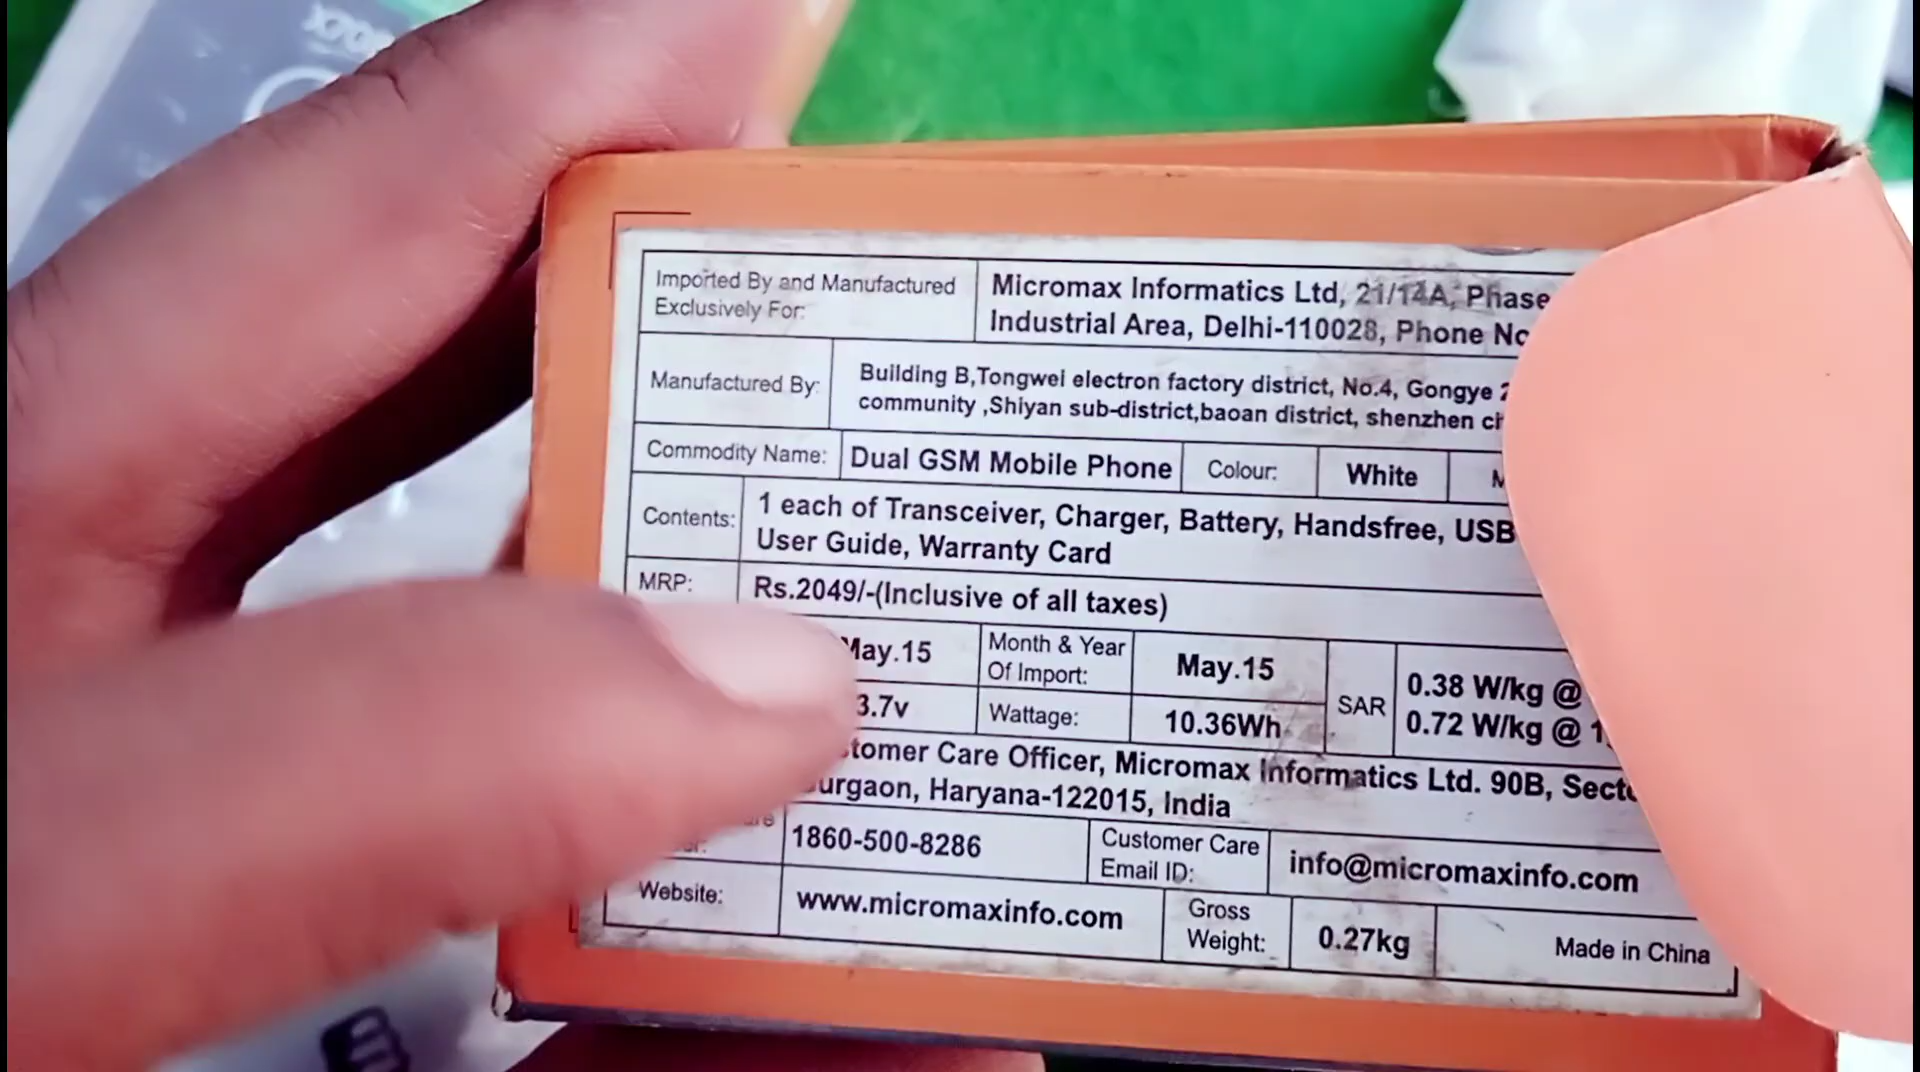 Imported By and Manufactured
Exclusively For:
Micromax Informatics Ltd, 21/14A, Phase
Industrial Area, Delhi-110028, Phone No
Manufactured By:
Building B,Tongwei electron factory district, No.4, Gongye
community ,Shiyan sub-district,baoan district, shenzhen
Commodity Name: Dual GSM Mobile Phone Colour: White
Contents:
1 each of Transceiver, Charger, Battery, Handsfree, USB
User Guide, Warranty Card
MRP: Rs.2049/-(Inclusive of all taxes)
May.15
Month & Year
Of Import:
May.15
3.7v
Wattage: 10.36Wh
SAR
0.38 W/kg @
0.72 W/kg @
Care Officer, Micromax Informatics Ltd. 90B,
Haryana-122015, India
1860-500-8286
Customer Care
Email ID:
info@micromaxinfo.com
Website: www.micromaxinfo.com
Gross
Weight:
0.27kg
Made in China